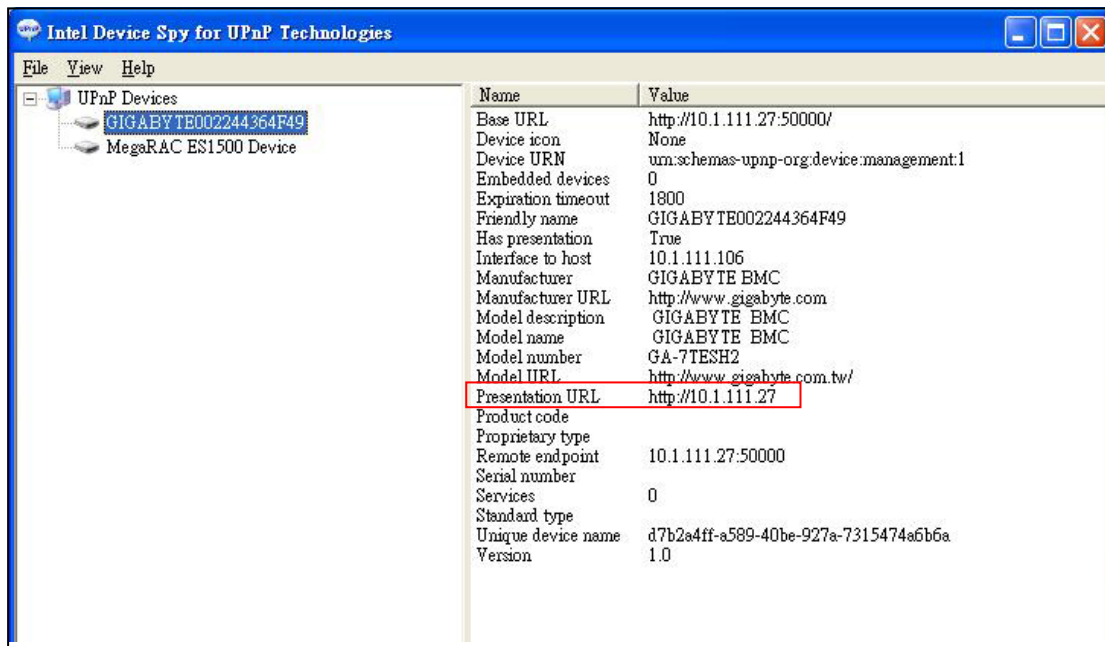 Intel Device Spy for UPnP Technologies
File View Help
UPnP Devices
GIGABYTE002244364F49
MegaRAC ES1500 Device
Name Value
Base URL http://10.1.111.27:50000/
Device icon None
Device URN urn:schemas-upnp-org:device:management:1
Embedded devices 0
Expiration timeout 1800
Friendly name GIGABYTE002244364F49
Has presentation True
Interface to host 10.1.111.106
Manufacturer GIGABYTE BMC
Manufacturer URL http://www.gigabyte.com
Model description GIGABYTE BMC
Model name GIGABYTE BMC
Model number GA-7TESH2
Model URL http://www.gigabyte.com.tw/
Presentation URL http://10.1.111.27
Product code
Proprietary type
Remote endpoint 10.1.111.27:50000
Serial number
Services 0
Standard type
Unique device name d7b2a4ff-a589-40be-927a-7315474a6b6a
Version 1.0